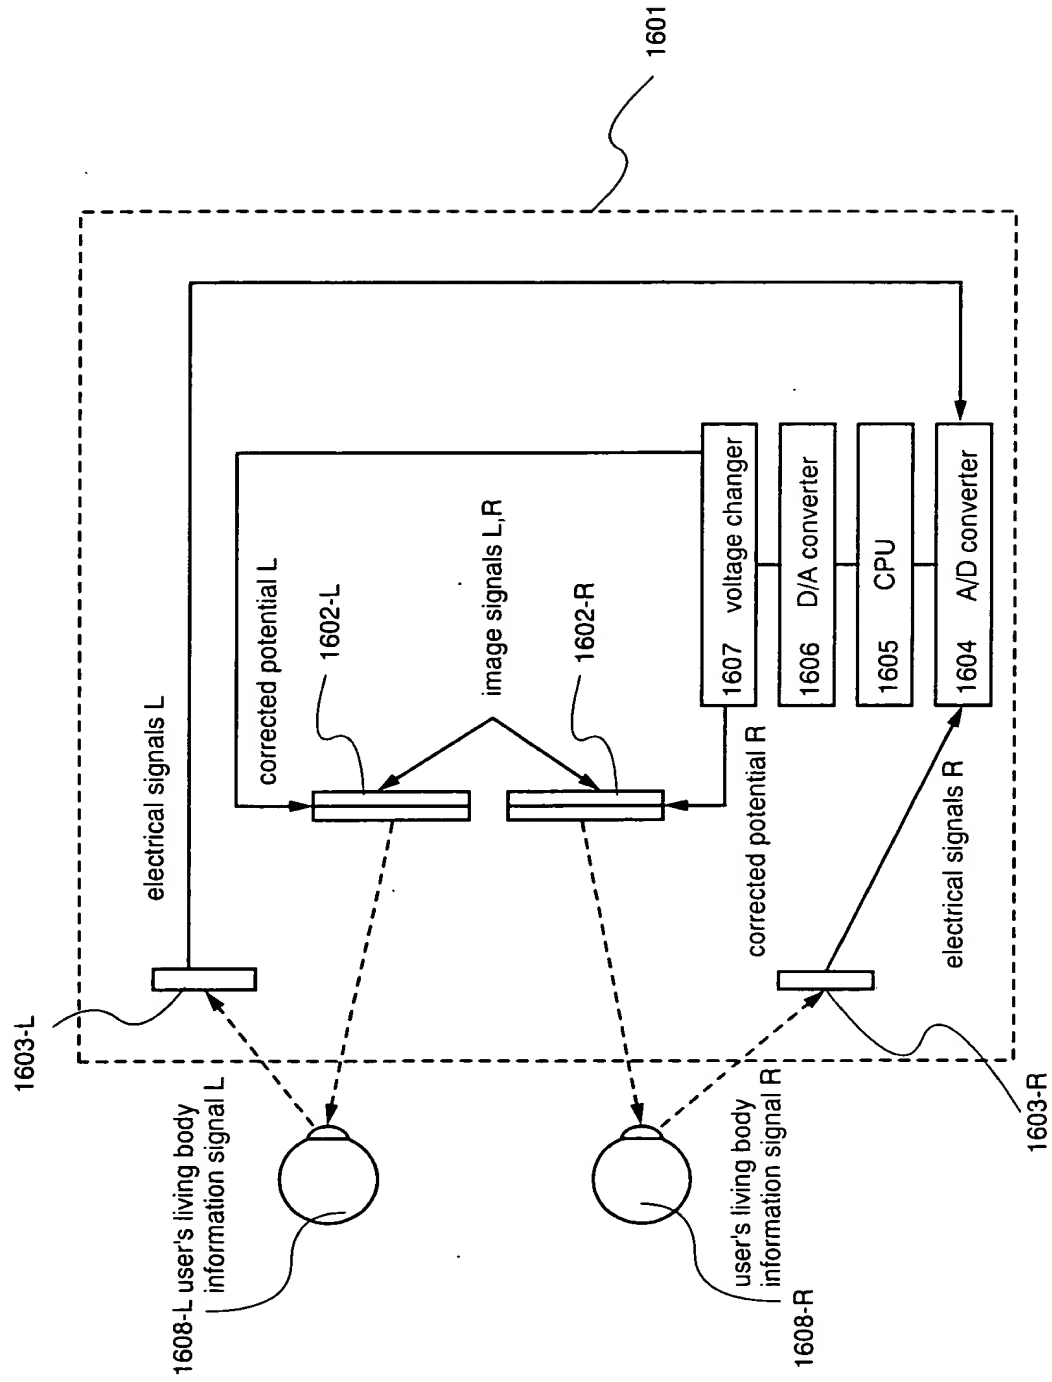 1601
electrical signals L
corrected potential L
1602-L
image signals L,R
1602-R
1607 voltage changer
1606 D/A converter
1605 CPU
1604 A/D converter
corrected potential R
electrical signals R
1603-L
1603-R
1608-L user's living body
information signal L
user's living body
information signal R
1608-R